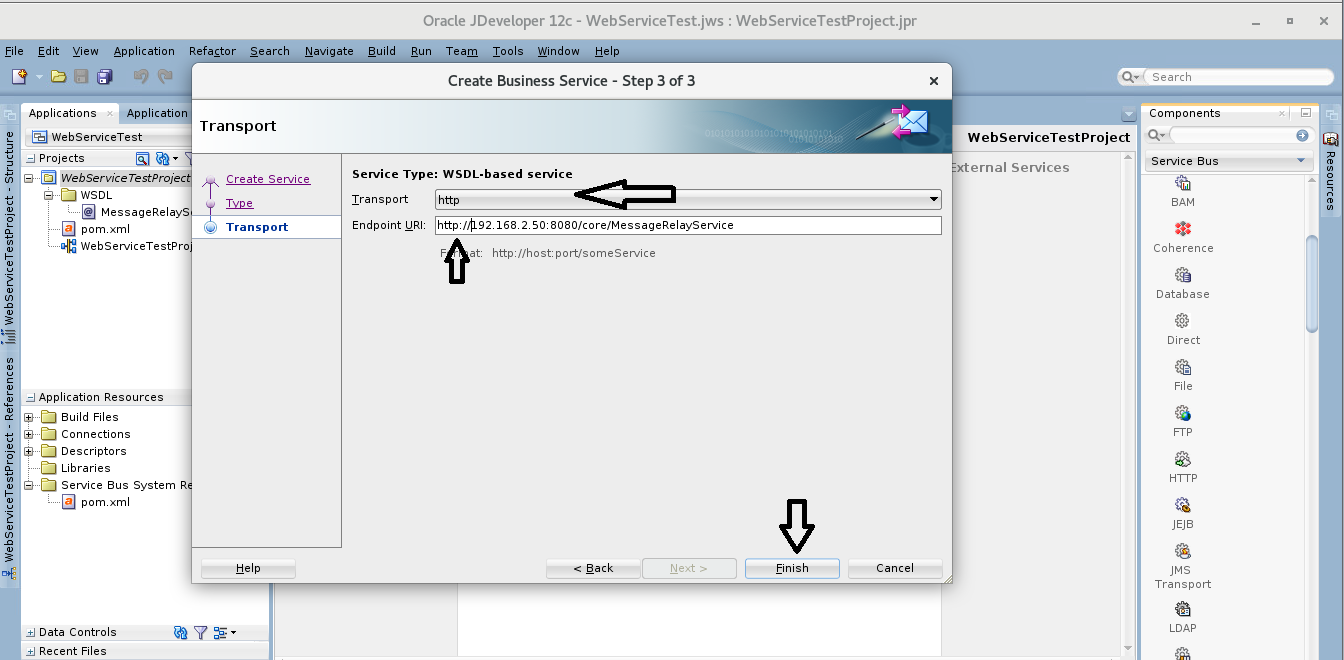 Oracle JDeveloper 12c - WebServiceTest.jws : WebServiceTestProject.jpr
File Edit View Application Refactor Search Navigate Build Run Team Tools Window Help
Search
Create Business Service - Step 3 of 3
Transport
Create Service
Type
Transport
Service Type: WSDL-based service
Transport http
Endpoint URI: http://192.168.2.50:8080/core/MessageRelayService
http://host:port/someService
Help < Back Next > Finish Cancel
Applications Application
WebServiceTest
Projects
WebServiceTestProject
WSDL
MessageRelayS
pom.xml
WebServiceTestProj
Application Resources
Build Files
Connections
Descriptors
Libraries
Service Bus System Re
pom.xml
Data Controls
Recent Files
WebServiceTestProject - Structure
WebServiceTestProject - References
WebServiceTestProject
External Services
Components
Service Bus
BAM
Coherence
Database
Direct
File
FTP
HTTP
JEJB
JMS
Transport
LDAP
Resources